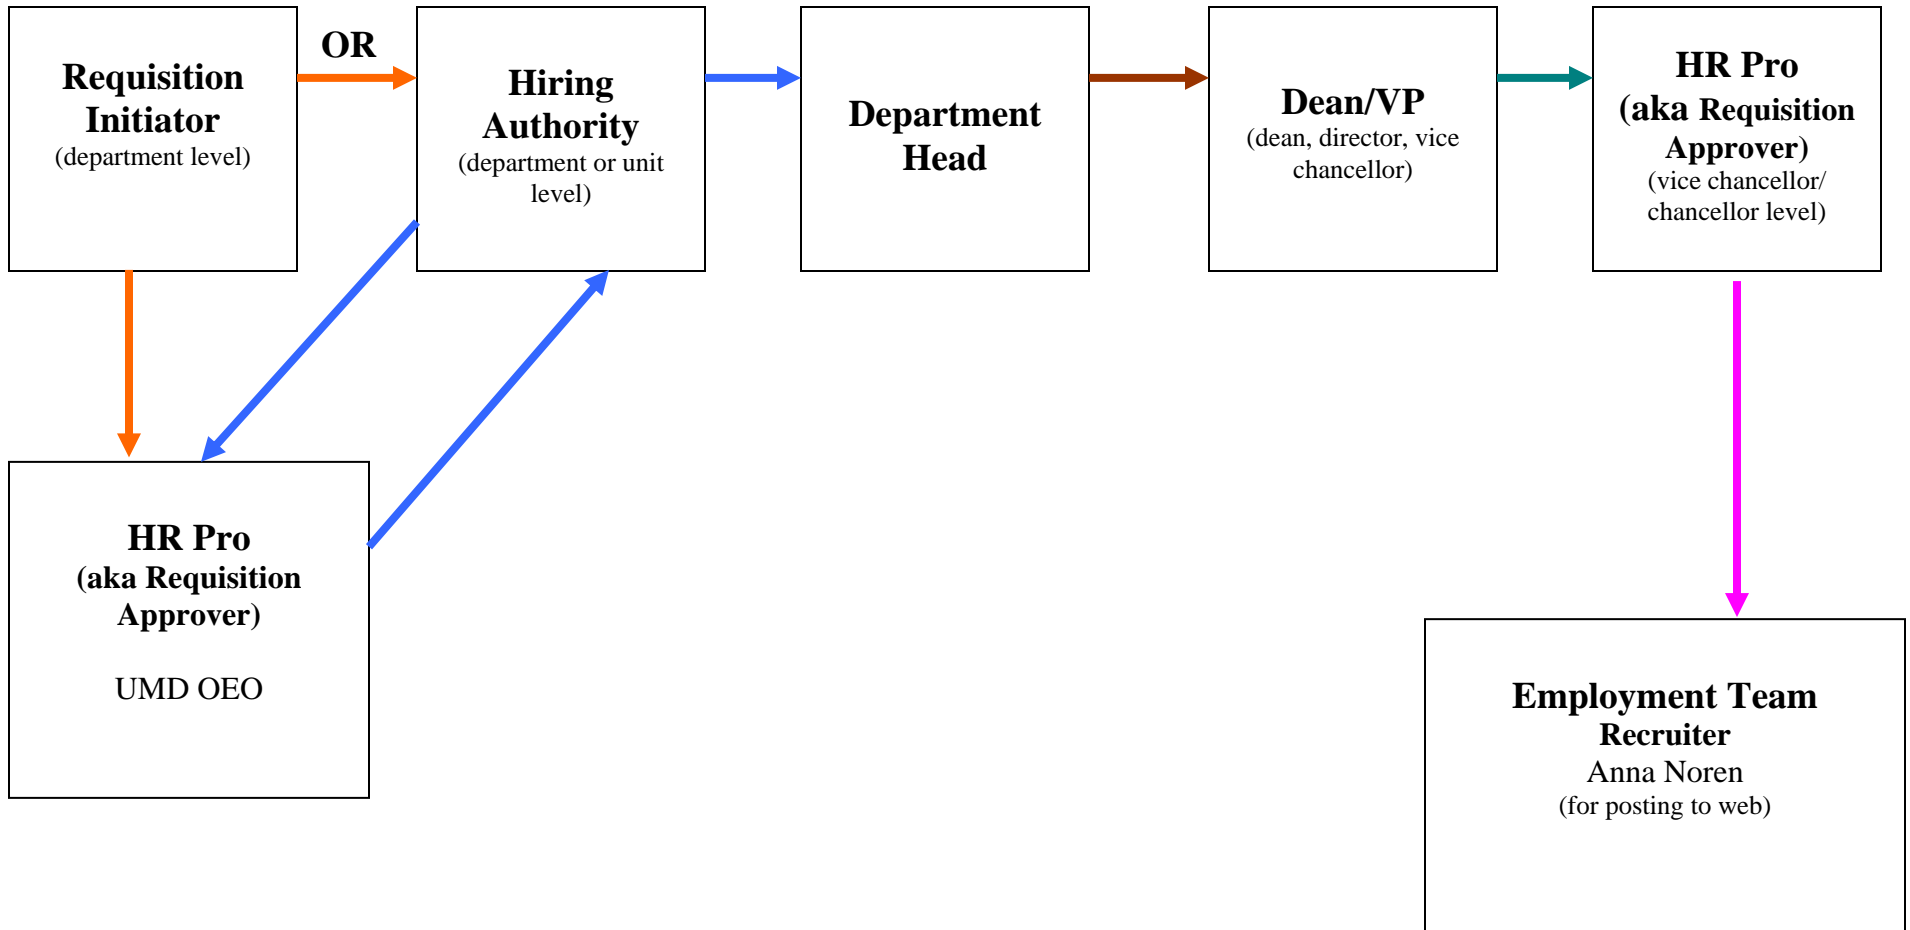 Requisition
Initiator
(department level)
OR
Hiring
Authority
(department or unit
level)
Department
Head
Dean/VP
(dean, director, vice
chancellor)
HR Pro
(aka Requisition
Approver)
(vice chancellor/
chancellor level)
HR Pro
(aka Requisition
Approver)
UMD OEO
Employment Team
Recruiter
Anna Noren
(for posting to web)